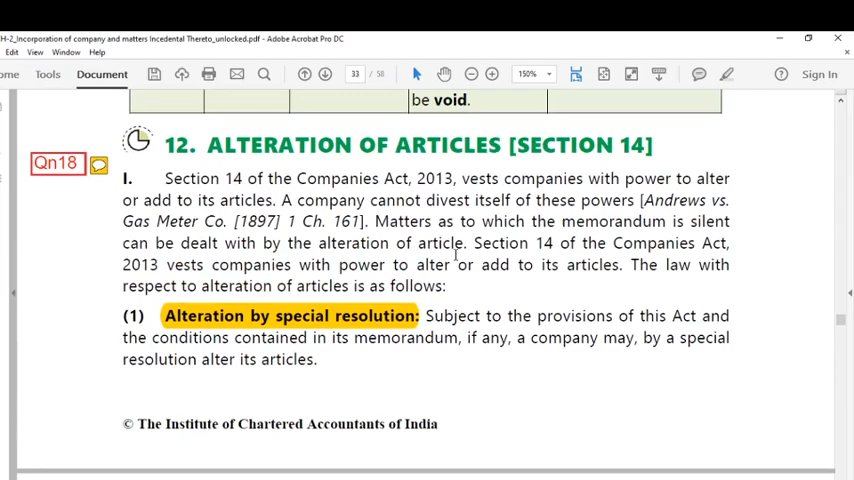 H-2_Incorporation of company and matters Incedental Thereto_unlocked.pdf - Adobe Acrobat Pro DC
Edit View Window Help
ome Tools Document 33 / 58 150% Sign In
be void.
12. ALTERATION OF ARTICLES [SECTION 14]
Qn18
I. Section 14 of the Companies Act, 2013, vests companies with power to alter
or add to its articles. A company cannot divest itself of these powers [Andrews vs.
Gas Meter Co. [1897] 1 Ch. 161]. Matters as to which the memorandum is silent
can be dealt with by the alteration of article. Section 14 of the Companies Act,
2013 vests companies with power to alter or add to its articles. The law with
respect to alteration of articles is as follows:
(1) Alteration by special resolution: Subject to the provisions of this Act and
the conditions contained in its memorandum, if any, a company may, by a special
resolution alter its articles.
© The Institute of Chartered Accountants of India